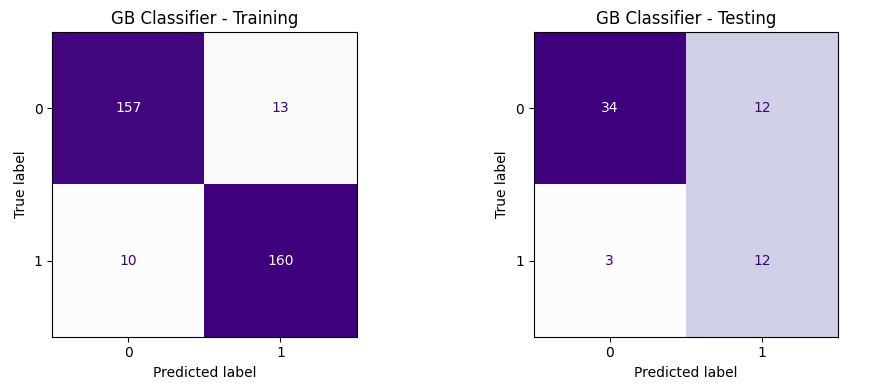 GB Classifier - Training
0
157
13
True label
1
10
160
0
1
Predicted label
GB Classifier - Testing
0
34
12
True label
1
3
12
0
1
Predicted label